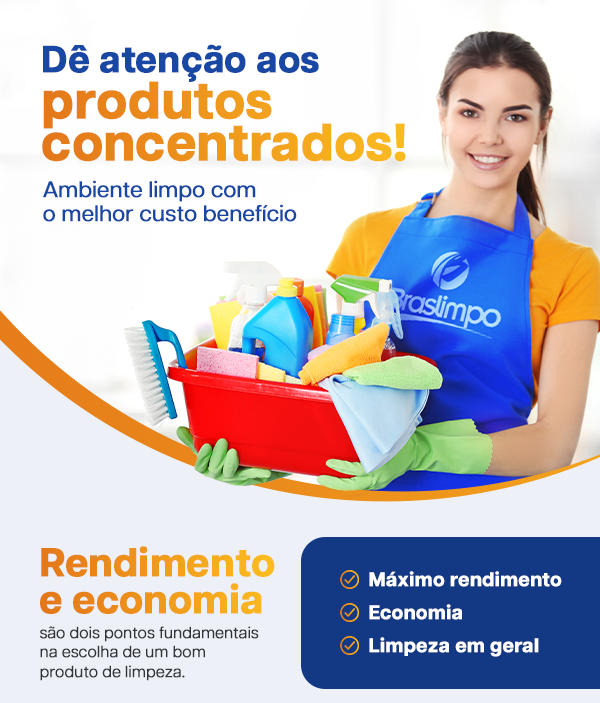 Dê atenção aos
produtos
concentrados!
Ambiente limpo com
o melhor custo benefício
Braslimpo
Rendimento
e economia
são dois pontos fundamentais
na escolha de um bom
produto de limpeza.
Máximo rendimento
Economia
Limpeza em geral